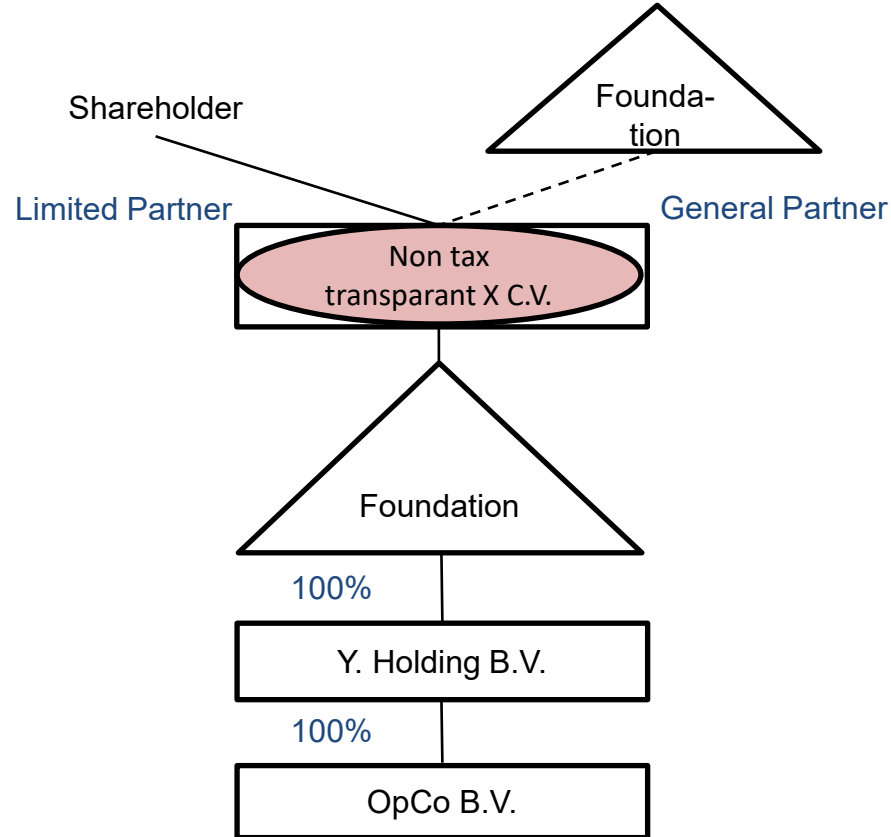 Founda-
tion
Shareholder
Limited Partner
General Partner
Non tax
transparant X C.V.
Foundation
100%
Y. Holding B.V.
100%
OpCo B.V.